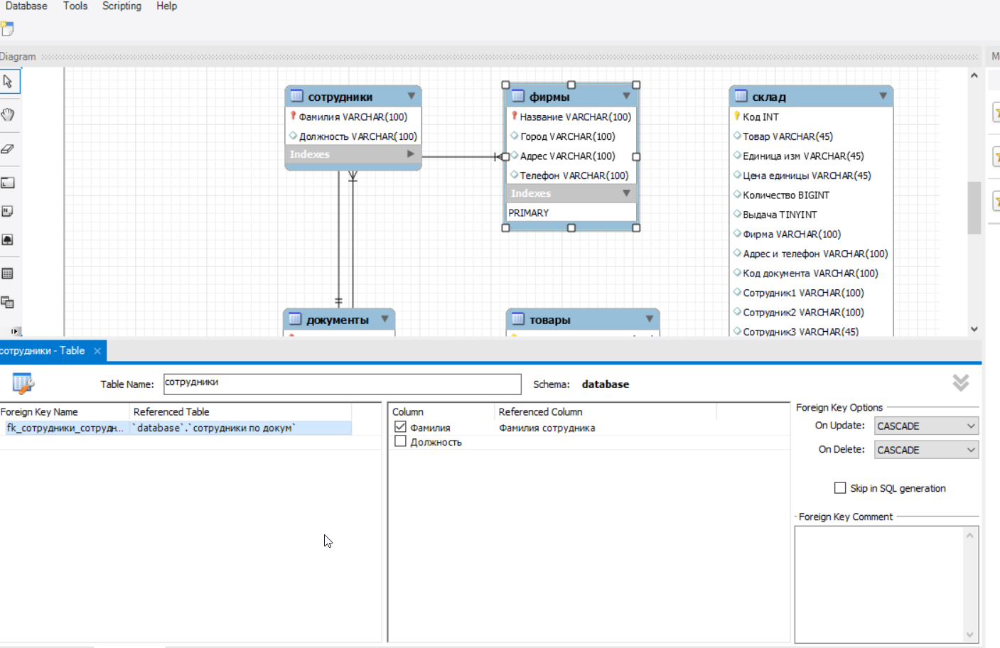 Database Tools Scripting Help
Diagram
сотрудники
Фамилия VARCHAR(100)
Должность VARCHAR(100)
Indexes
фирмы
Название VARCHAR(100)
Город VARCHAR(100)
Адрес VARCHAR(100)
Телефон VARCHAR(100)
Indexes
PRIMARY
склад
Код INT
Товар VARCHAR(45)
Единица изм VARCHAR(45)
Цена единицы VARCHAR(45)
Количество BIGINT
Выдача TINYINT
Фирма VARCHAR(100)
Адрес и телефон VARCHAR(100)
Код документа VARCHAR(100)
Сотрудник1 VARCHAR(100)
Сотрудник2 VARCHAR(100)
Сотрудник3 VARCHAR(45)
документы
товары
сотрудники - Table
Table Name: сотрудники Schema: database
Foreign Key Name Referenced Table
fk_сотрудники_сотрудн... `database`.`сотрудники по докум`
Column Referenced Column
Фамилия Фамилия сотрудника
Должность
Foreign Key Options
On Update: CASCADE
On Delete: CASCADE
Skip in SQL generation
Foreign Key Comment